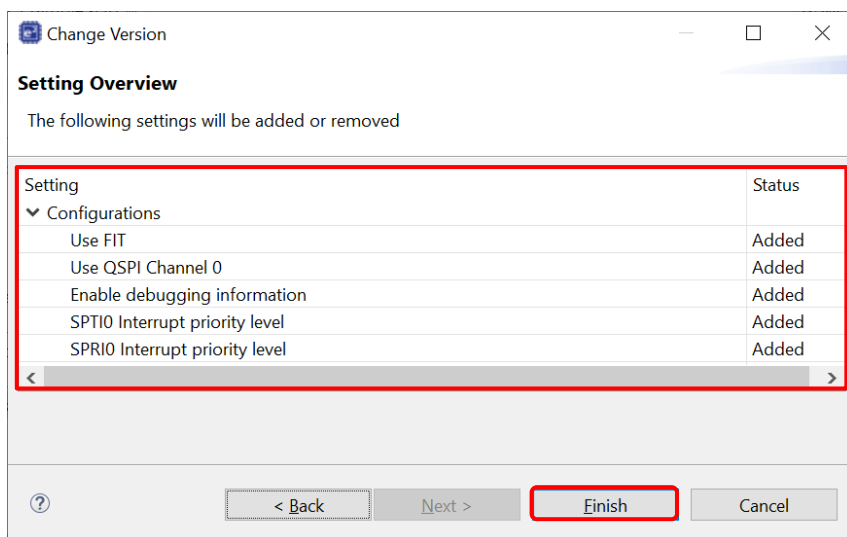 Change Version
Setting Overview
The following settings will be added or removed
Setting Status
Configurations
Use FIT Added
Use QSPI Channel 0 Added
Enable debugging information Added
SPTI0 Interrupt priority level Added
SPRI0 Interrupt priority level Added
< Back Next > Finish Cancel